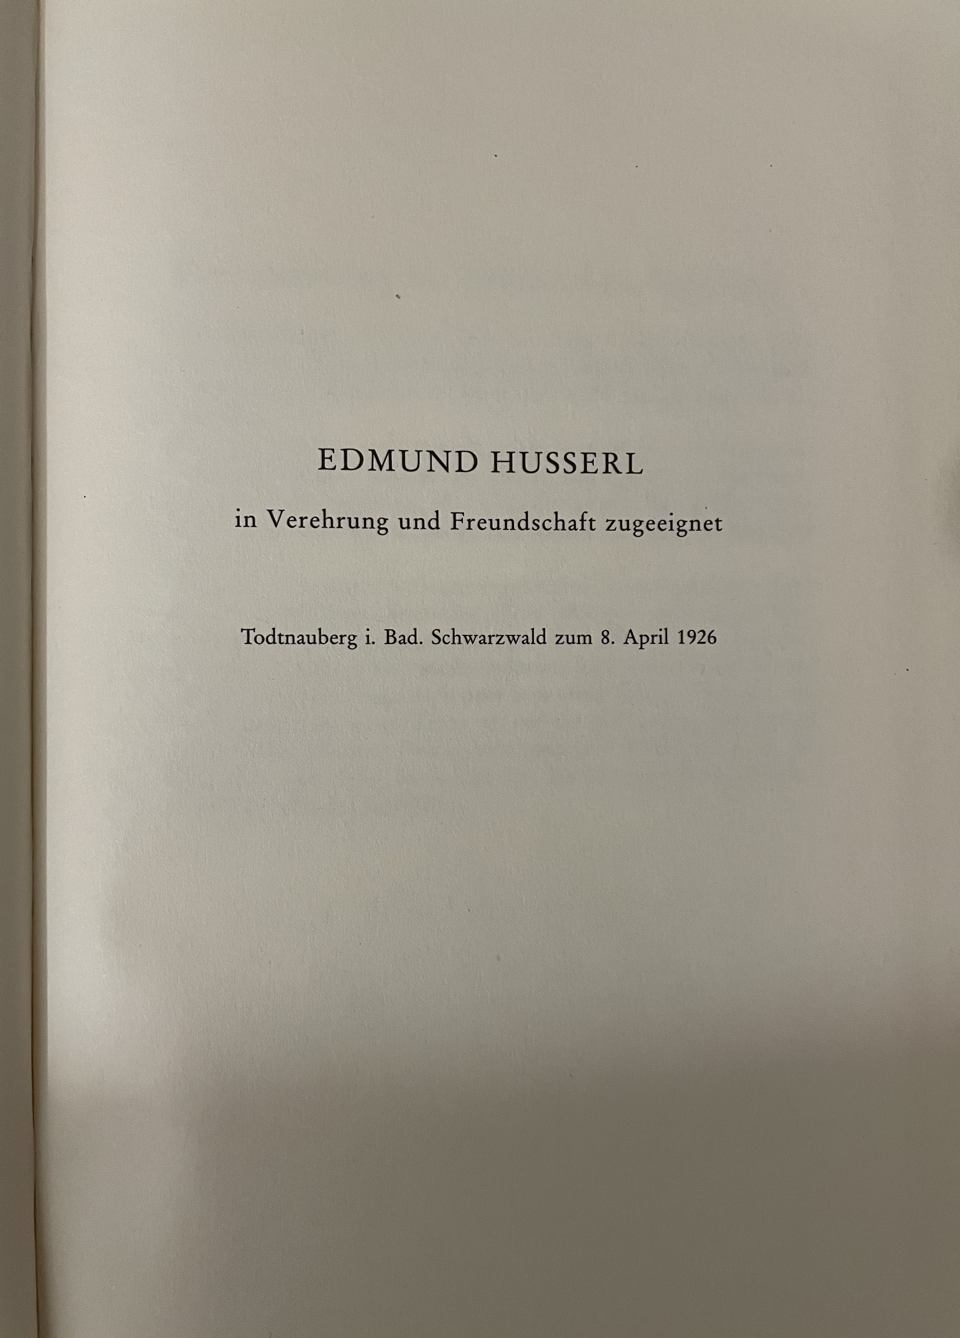 EDMUND HUSSERL
in Verehrung und Freundschaft zugeeignet
Todtnauberg i. Bad. Schwarzwald zum 8. April 1926